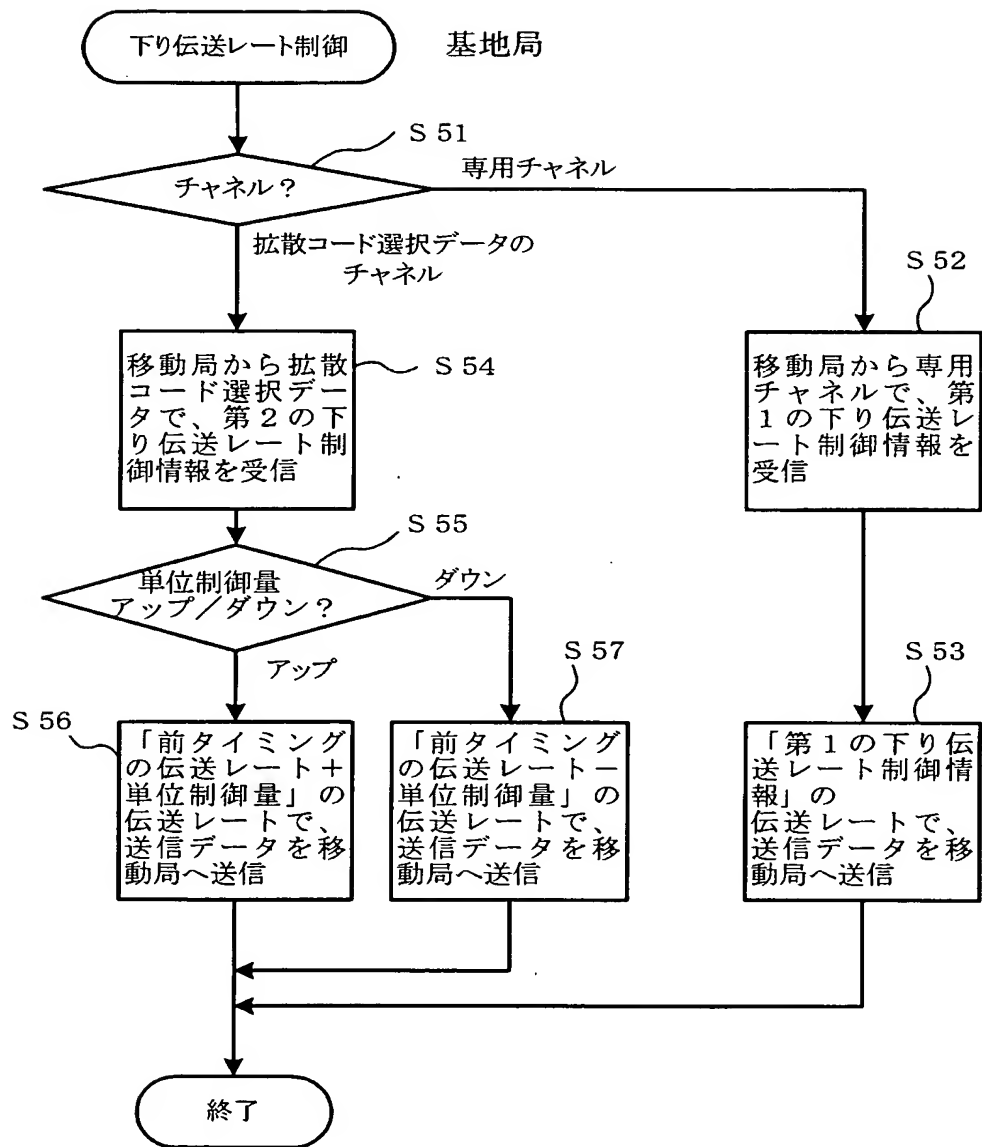 下り伝送レート制御
基地局
S 51
チャネル？
専用チャネル
拡散コード選択データの
チャネル
S 52
移動局から拡散
コード選択デー
タで、第２の下
り伝送レート制
御情報を受信
S 54
移動局から専用
チャネルで、第
１の下り伝送レ
ート制御情報を
受信
S 55
単位制御量
アップ／ダウン？
ダウン
アップ
S 57
S 53
S 56
「前タイミング
の伝送レート＋
単位制御量」の
伝送レートで、
送信データを移
動局へ送信
「前タイミング
の伝送レート－
単位制御量」の
伝送レートで、
送信データを移
動局へ送信
「第１の下り伝
送レート制御情
報」の
伝送レートで、
送信データを移
動局へ送信
終了